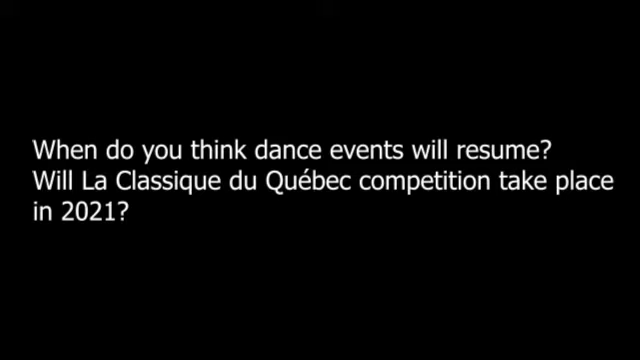 When do you think dance events will resume?
Will La Classique du Québec competition take place
in 2021?